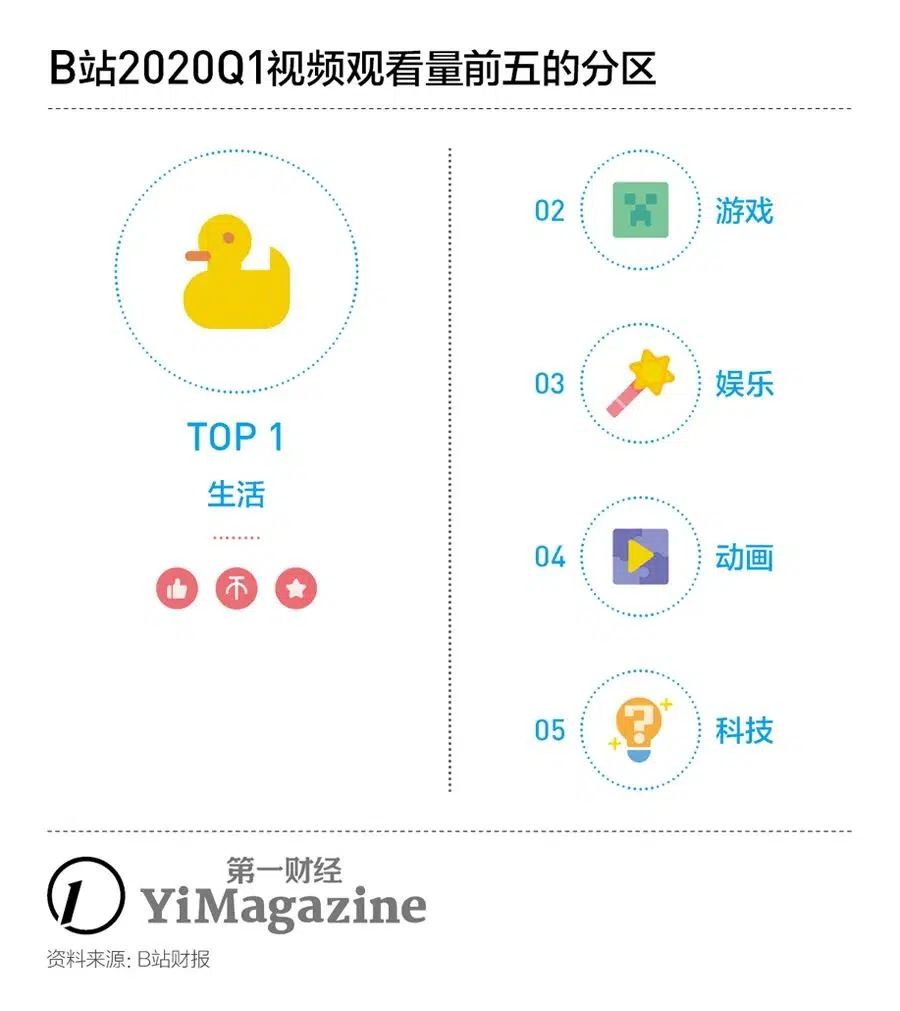 B站2020Q1视频观看量前五的分区
TOP 1
生活
02 游戏
03 娱乐
04 动画
05 科技
第一财经
YiMagazine
资料来源: B站财报